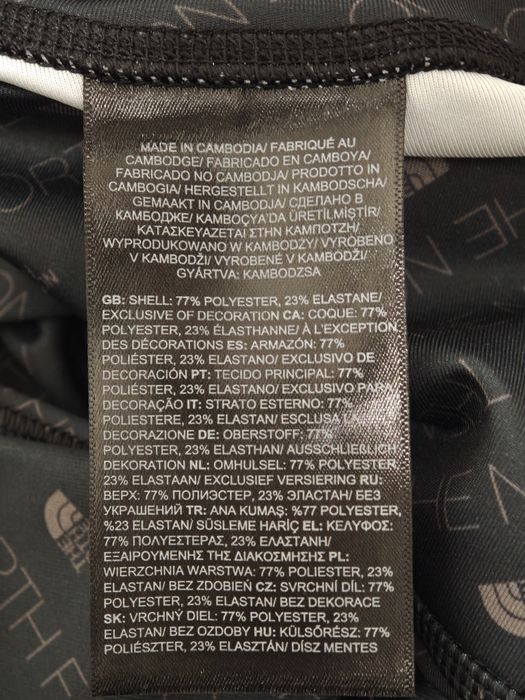 MADE IN CAMBODIA/ FABRIQUÉ AU
CAMBODGE/ FABRICADO EN CAMBOYA/
FABRICADO NO CAMBODJA/ PRODOTTO IN
CAMBOGIA/ HERGESTELLT IN KAMBODSCHA/
GEMAAKT IN CAMBODJA/ СДЕЛАНО В
КАМБОДЖЕ/ KAMBOÇYA'DA ÜRETİLMİŞTİR/
ΚΑΤΑΣΚΕΥΑΖΕΤΑΙ ΣΤΗΝ ΚΑΜΠΟΤΖΗ/
WYPRODUKOWANO W KAMBODŻY/ VYROBENO
V KAMBODŽI/ VYROBENÉ V KAMBODŽI/
GYÁRTVA: KAMBODZSA
GB: SHELL: 77% POLYESTER, 23% ELASTANE/
EXCLUSIVE OF DECORATION CA: COQUE: 77%
POLYESTER, 23% ÉLASTHANNE/ À L'EXCEPTION
DES DÉCORATIONS ES: ARMAZÓN: 77%
POLIÉSTER, 23% ELASTANO/ EXCLUSIVO DE
DECORACIÓN PT: TECIDO PRINCIPAL: 77%
POLIÉSTER, 23% ELASTANO/ EXCLUSIVO PARA
DECORAÇÃO IT: STRATO ESTERNO: 77%
POLIESTERE, 23% ELASTAN/ ESCLUSA LA
DECORAZIONE DE: OBERSTOFF: 77%
POLYESTER, 23% ELASTHAN/ AUSSCHLIEßLICH
DEKORATION NL: OMHULSEL: 77% POLYESTER,
23% ELASTAAN/ EXCLUSIEF VERSIERING RU:
ВЕРХ: 77% ПОЛИЭСТЕР, 23% ЭЛАСТАН/ БЕЗ
УКРАШЕНИЙ TR: ANA KUMAŞ: %77 POLYESTER,
%23 ELASTAN/ SÜSLEME HARİÇ EL: ΚΕΛΥΦΟΣ:
77% ΠΟΛΥΕΣΤΕΡΑΣ, 23% ΕΛΑΣΤΑΝΗ/
ΕΞΑΙΡΟΥΜΕΝΗΣ ΤΗΣ ΔΙΑΚΟΣΜΗΣΗΣ PL:
WIERZCHNIA WARSTWA: 77% POLIESTER, 23%
ELASTAN/ BEZ ZDOBIEŃ CZ: SVRCHNÍ DÍL: 77%
POLYESTER, 23% ELASTAN/ BEZ DEKORACE
SK: VRCHNÝ DIEL: 77% POLYESTER, 23%
ELASTAN/ BEZ OZDOBY HU: KÜLSŐRÉSZ: 77%
POLIÉSZTER, 23% ELASZTÁN/ DÍSZ MENTES